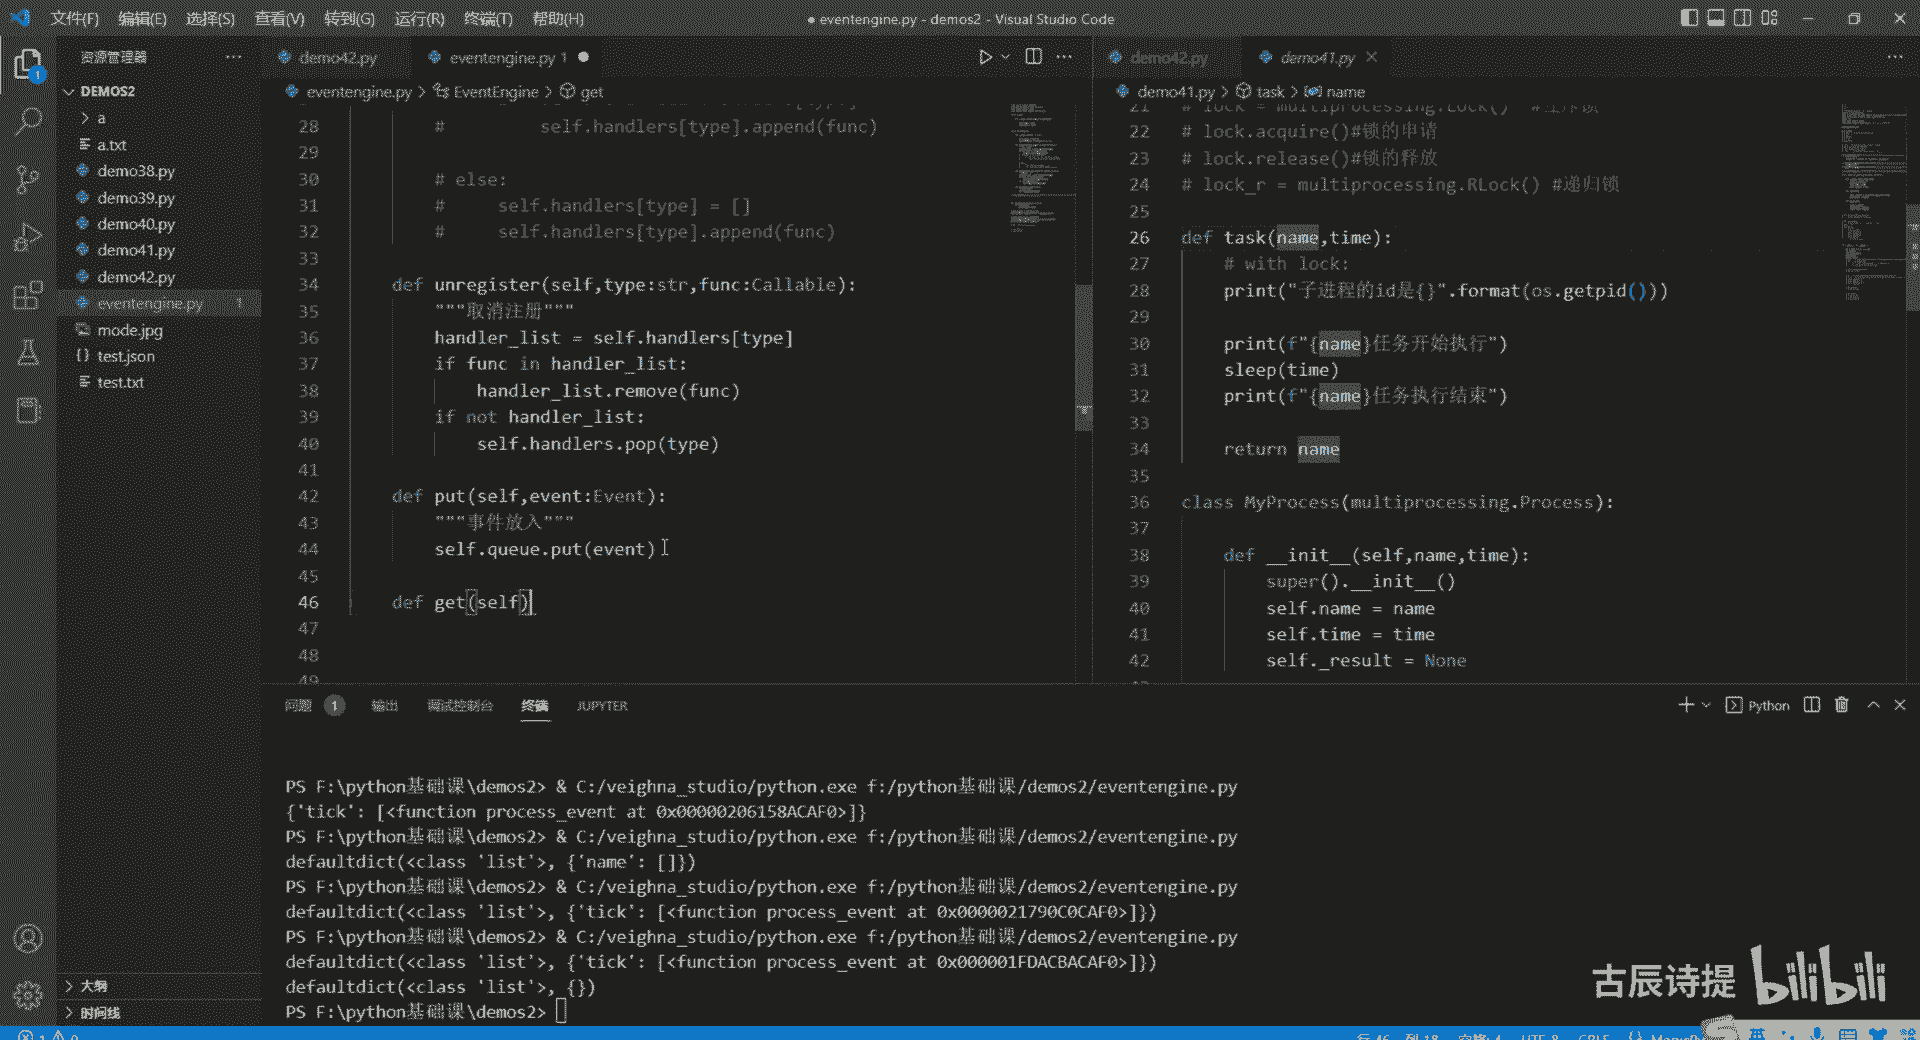 文件(F) 编辑(E) 选择(S) 查看(V) 转到(G) 运行(R) 终端(T) 帮助(H)
● eventengine.py - demos2 - Visual Studio Code
资源管理器
DEMOS2
a
a.txt
demo38.py
demo39.py
demo40.py
demo41.py
demo42.py
eventengine.py 1
mode.jpg
test.json
test.txt
大纲
时间线
demo42.py eventengine.py 1
eventengine.py > EventEngine > get
28 # self.handlers[type].append(func)
29
30 # else:
31 # self.handlers[type] = []
32 # self.handlers[type].append(func)
33
34 def unregister(self,type:str,func:Callable):
35 """取消注册"""
36 handler_list = self.handlers[type]
37 if func in handler_list:
38 handler_list.remove(func)
39 if not handler_list:
40 self.handlers.pop(type)
41
42 def put(self,event:Event):
43 """事件放入"""
44 self.queue.put(event)
45
46 def get(self)
47
48
49
demo42.py demo41.py
demo41.py > task > name
21 # lock = multiprocessing.Lock()
22 # lock.acquire()#锁的申请
23 # lock.release()#锁的释放
24 # lock_r = multiprocessing.RLock() #递归锁
25
26 def task(name,time):
27 # with lock:
28 print("子进程的id是{}".format(os.getpid()))
29
30 print(f"{name}任务开始执行")
31 sleep(time)
32 print(f"{name}任务执行结束")
33
34 return name
35
36 class MyProcess(multiprocessing.Process):
37
38 def __init__(self,name,time):
39 super().__init__()
40 self.name = name
41 self.time = time
42 self._result = None
问题 1 输出 调试控制台 终端 JUPYTER
Python
PS F:\python基础课\demos2> & C:/veighna_studio/python.exe f:/python基础课/demos2/eventengine.py
{'tick': [<function process_event at 0x00000206158ACAF0>]}
PS F:\python基础课\demos2> & C:/veighna_studio/python.exe f:/python基础课/demos2/eventengine.py
defaultdict(<class 'list'>, {'name': []})
PS F:\python基础课\demos2> & C:/veighna_studio/python.exe f:/python基础课/demos2/eventengine.py
defaultdict(<class 'list'>, {'tick': [<function process_event at 0x0000021790C0CAF0>]})
PS F:\python基础课\demos2> & C:/veighna_studio/python.exe f:/python基础课/demos2/eventengine.py
defaultdict(<class 'list'>, {'tick': [<function process_event at 0x000001FDACBACAF0>]})
defaultdict(<class 'list'>, {})
PS F:\python基础课\demos2>
古辰诗提 bilibili